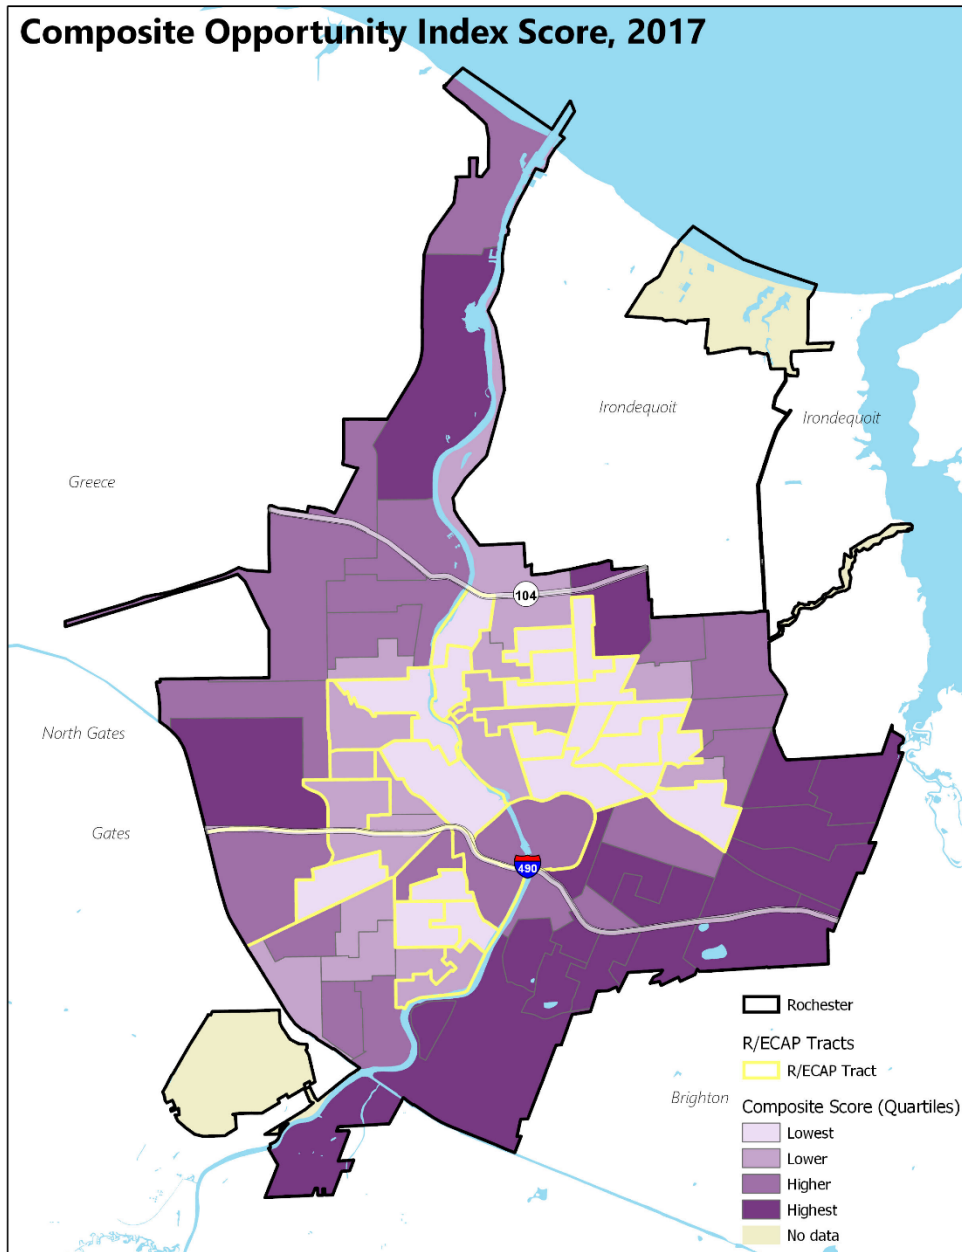 Composite Opportunity Index Score, 2017
Irondequoit
Irondequoit
Greece
104
North Gates
Gates
490
Rochester
R/ECAP Tracts
R/ECAP Tract
Brighton
Composite Score (Quartiles)
Lowest
Lower
Higher
Highest
No data